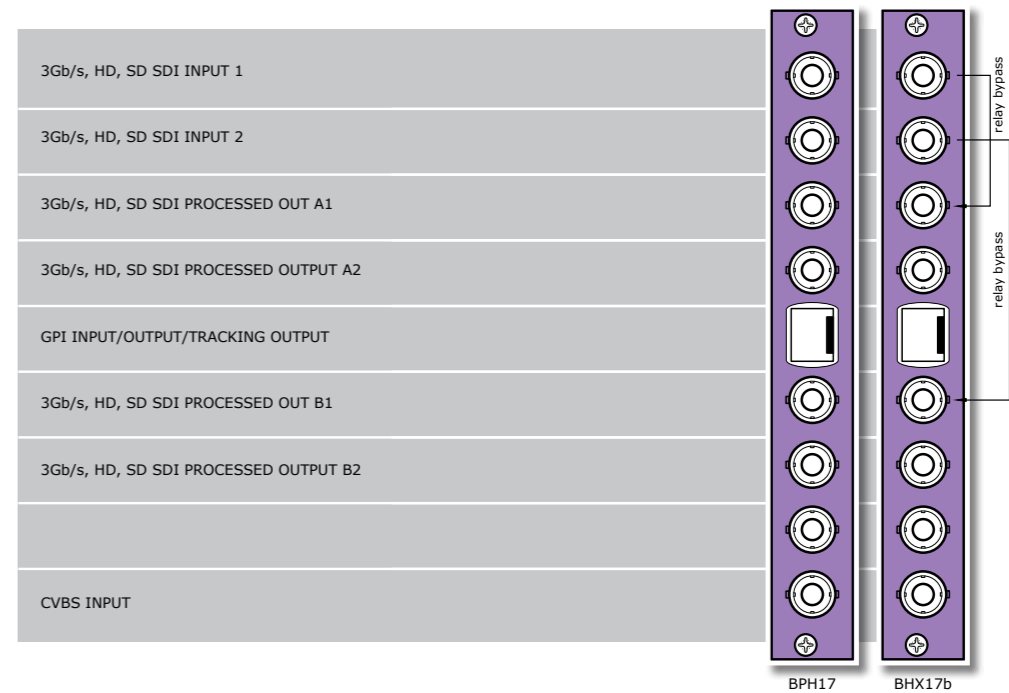 3Gb/s, HD, SD SDI INPUT 1
3Gb/s, HD, SD SDI INPUT 2
3Gb/s, HD, SD SDI PROCESSED OUT A1
3Gb/s, HD, SD SDI PROCESSED OUTPUT A2
GPI INPUT/OUTPUT/TRACKING OUTPUT
3Gb/s, HD, SD SDI PROCESSED OUT B1
3Gb/s, HD, SD SDI PROCESSED OUTPUT B2
CVBS INPUT
relay bypass
relay bypass
BPH17
BHX17b